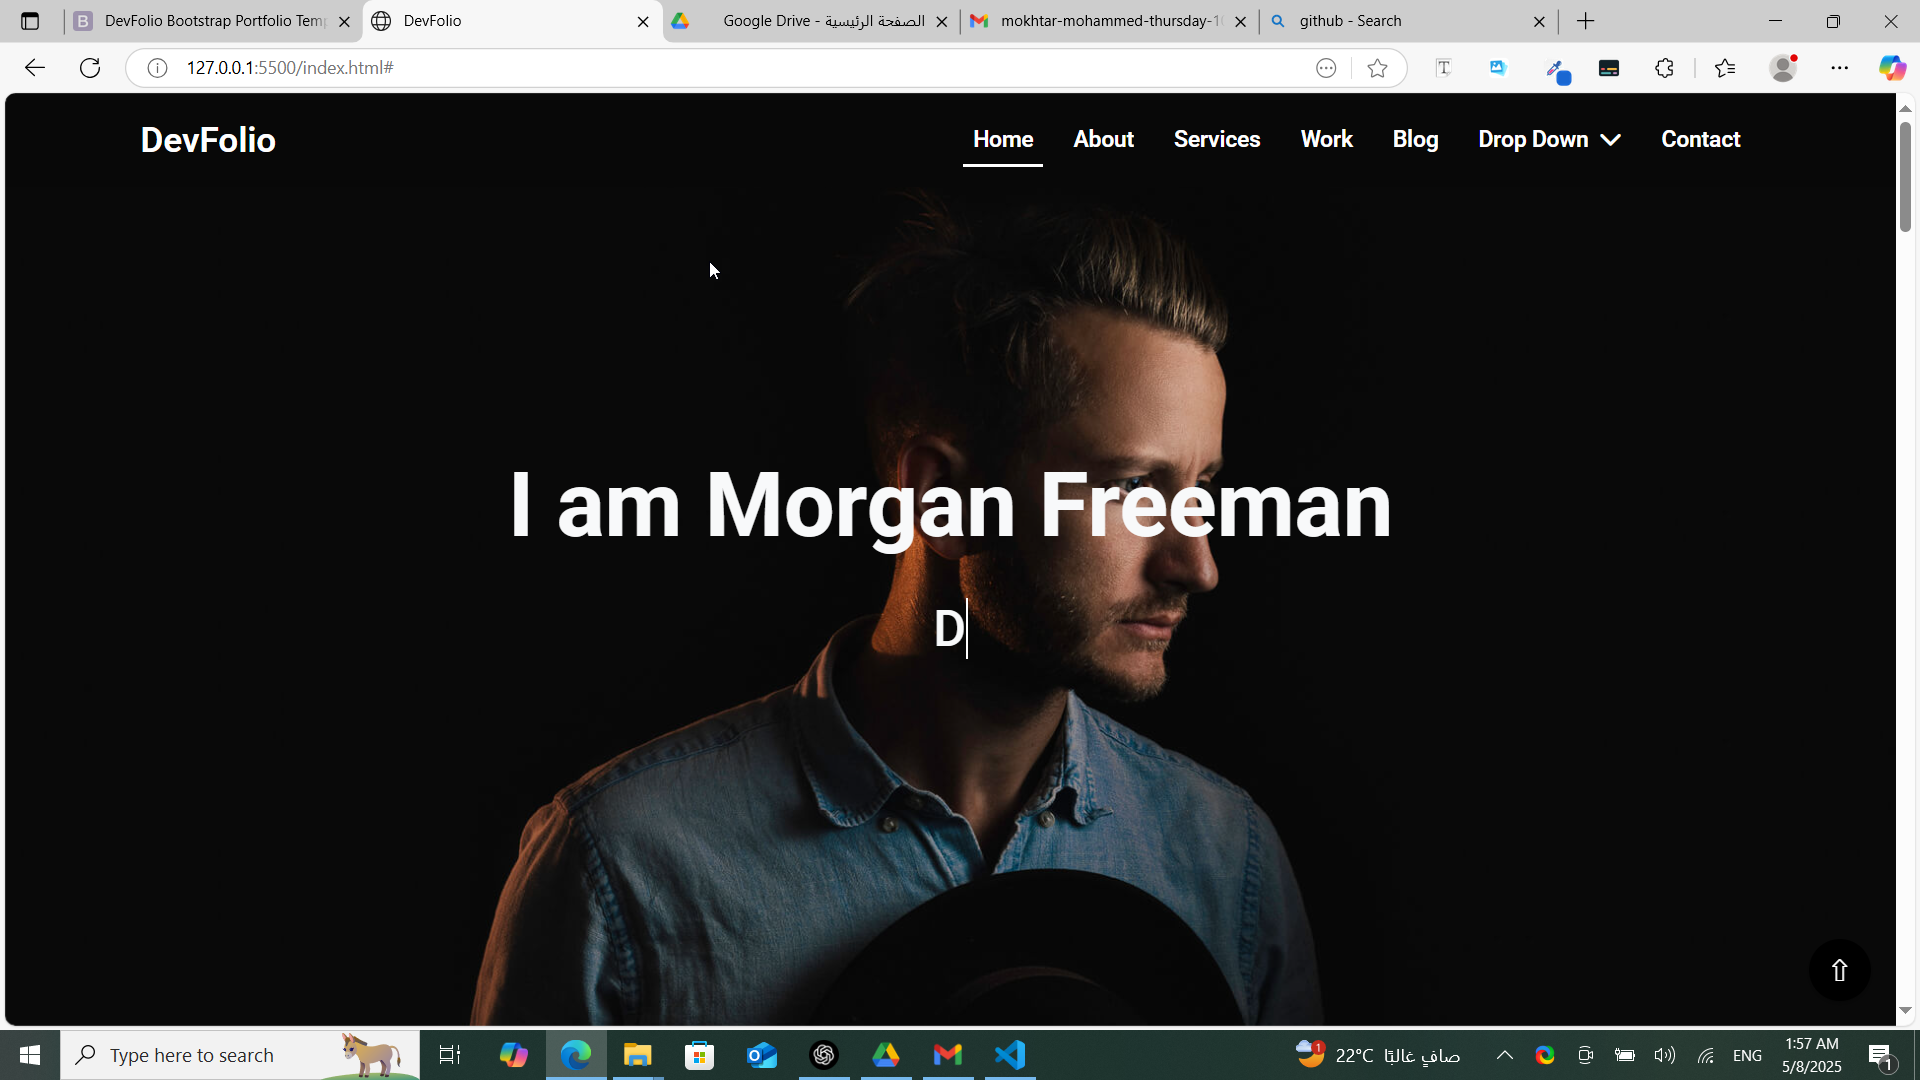 DevFolio Bootstrap Portfolio Temp
DevFolio
Google Drive - الصفحة الرئيسية
mokhtar-mohammed-thursday-10
github - Search
127.0.0.1:5500/index.html#
DevFolio
Home
About
Services
Work
Blog
Drop Down
Contact
I am Morgan Freeman
D
Type here to search
1
22°C
صافٍ غالبًا
ENG
1:57 AM
5/8/2025
1